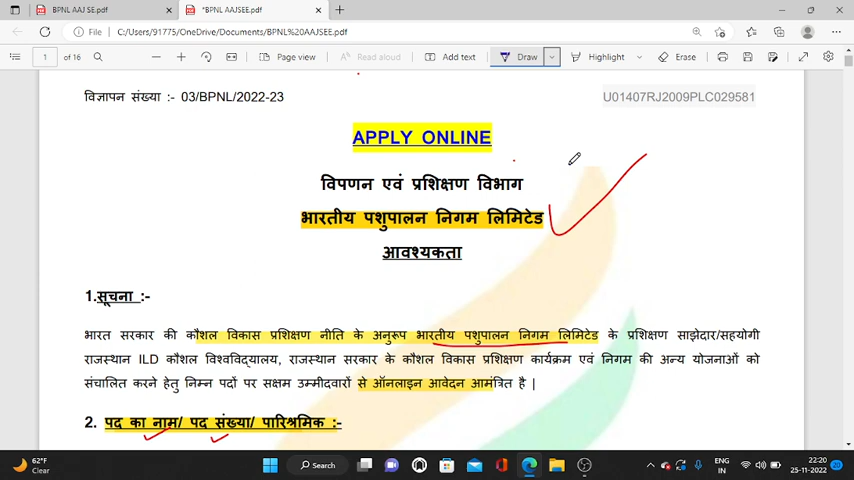 BPNL AAJ SE.pdf
*BPNL AAJSEE.pdf
File
C:/Users/91775/OneDrive/Documents/BPNL%20AAJSEE.pdf
1 of 16
Page view
Read aloud
Add text
Draw
Highlight
Erase
विज्ञापन संख्या :- 03/BPNL/2022-23
U01407RJ2009PLC029581
APPLY ONLINE
विपणन एवं प्रशिक्षण विभाग
भारतीय पशुपालन निगम लिमिटेड
आवश्यकता
1.सूचना :-
भारत सरकार की कौशल विकास प्रशिक्षण नीति के अनुरूप भारतीय पशुपालन निगम लिमिटेड के प्रशिक्षण साझेदार/सहयोगी
राजस्थान ILD कौशल विश्वविद्यालय, राजस्थान सरकार के कौशल विकास प्रशिक्षण कार्यक्रम एवं निगम की अन्य योजनाओं को
संचालित करने हेतु निम्न पदों पर सक्षम उम्मीदवारों से ऑनलाइन आवेदन आमंत्रित है |
2. पद का नाम/ पद संख्या/ पारिश्रमिक :-
62°F
Clear
Search
ENG
IN
22:20
25-11-2022